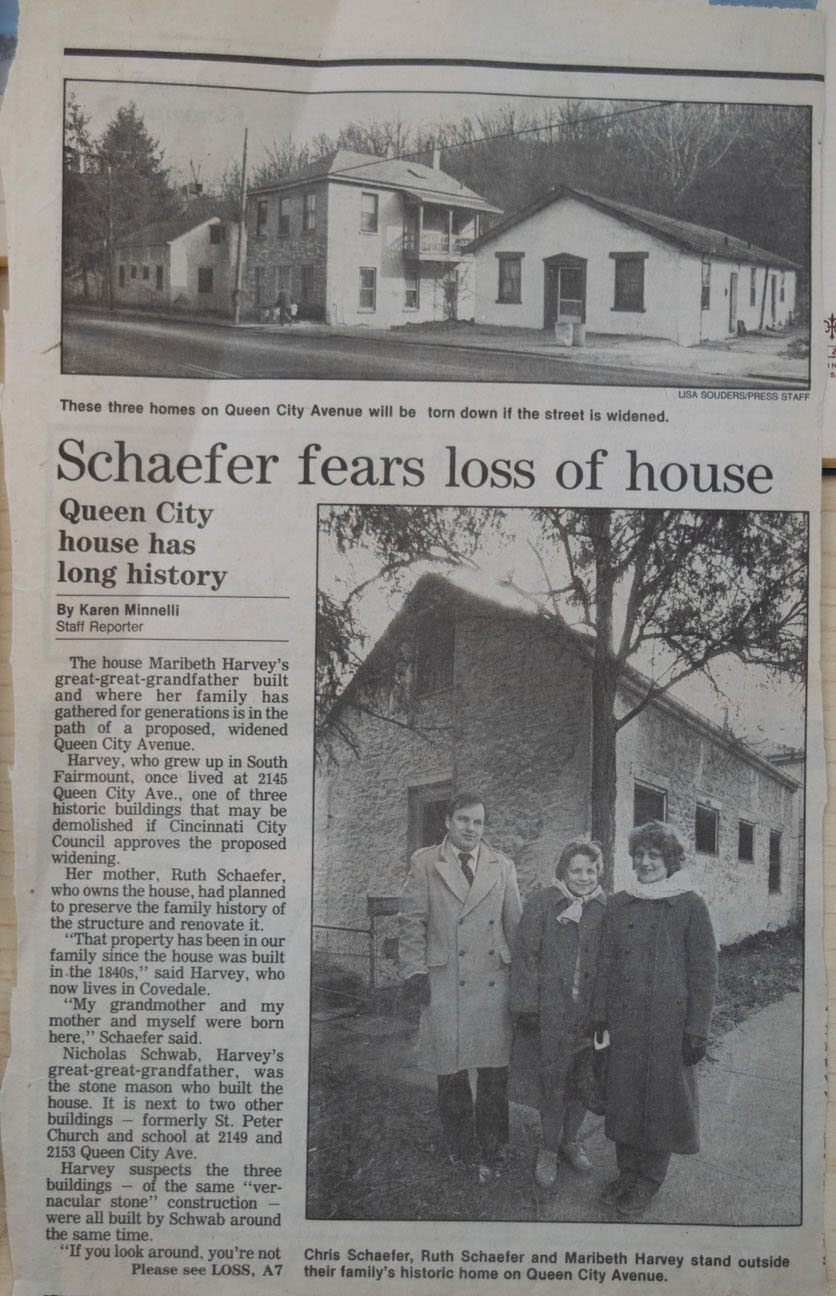 LISA SOUDERS/PRESS STAFF
These three homes on Queen City Avenue will be torn down if the street is widened.
Schaefer fears loss of house
Queen City
house has
long history
By Karen Minnelli
Staff Reporter
The house Maribeth Harvey's
great-great-grandfather built
and where her family has
gathered for generations is in the
path of a proposed, widened
Queen City Avenue.
Harvey, who grew up in South
Fairmount, once lived at 2145
Queen City Ave., one of three
historic buildings that may be
demolished if Cincinnati City
Council approves the proposed
widening.
Her mother, Ruth Schaefer,
who owns the house, had planned
to preserve the family history of
the structure and renovate it.
"That property has been in our
family since the house was built
in the 1840s," said Harvey, who
now lives in Covedale.
"My grandmother and my
mother and myself were born
here," Schaefer said.
Nicholas Schwab, Harvey's
great-great-grandfather, was
the stone mason who built the
house. It is next to two other
buildings — formerly St. Peter
Church and school at 2149 and
2153 Queen City Ave.
Harvey suspects the three
buildings — of the same "ver-
nacular stone" construction —
were all built by Schwab around
the same time.
"If you look around, you're not
Please see LOSS, A7
Chris Schaefer, Ruth Schaefer and Maribeth Harvey stand outside
their family's historic home on Queen City Avenue.